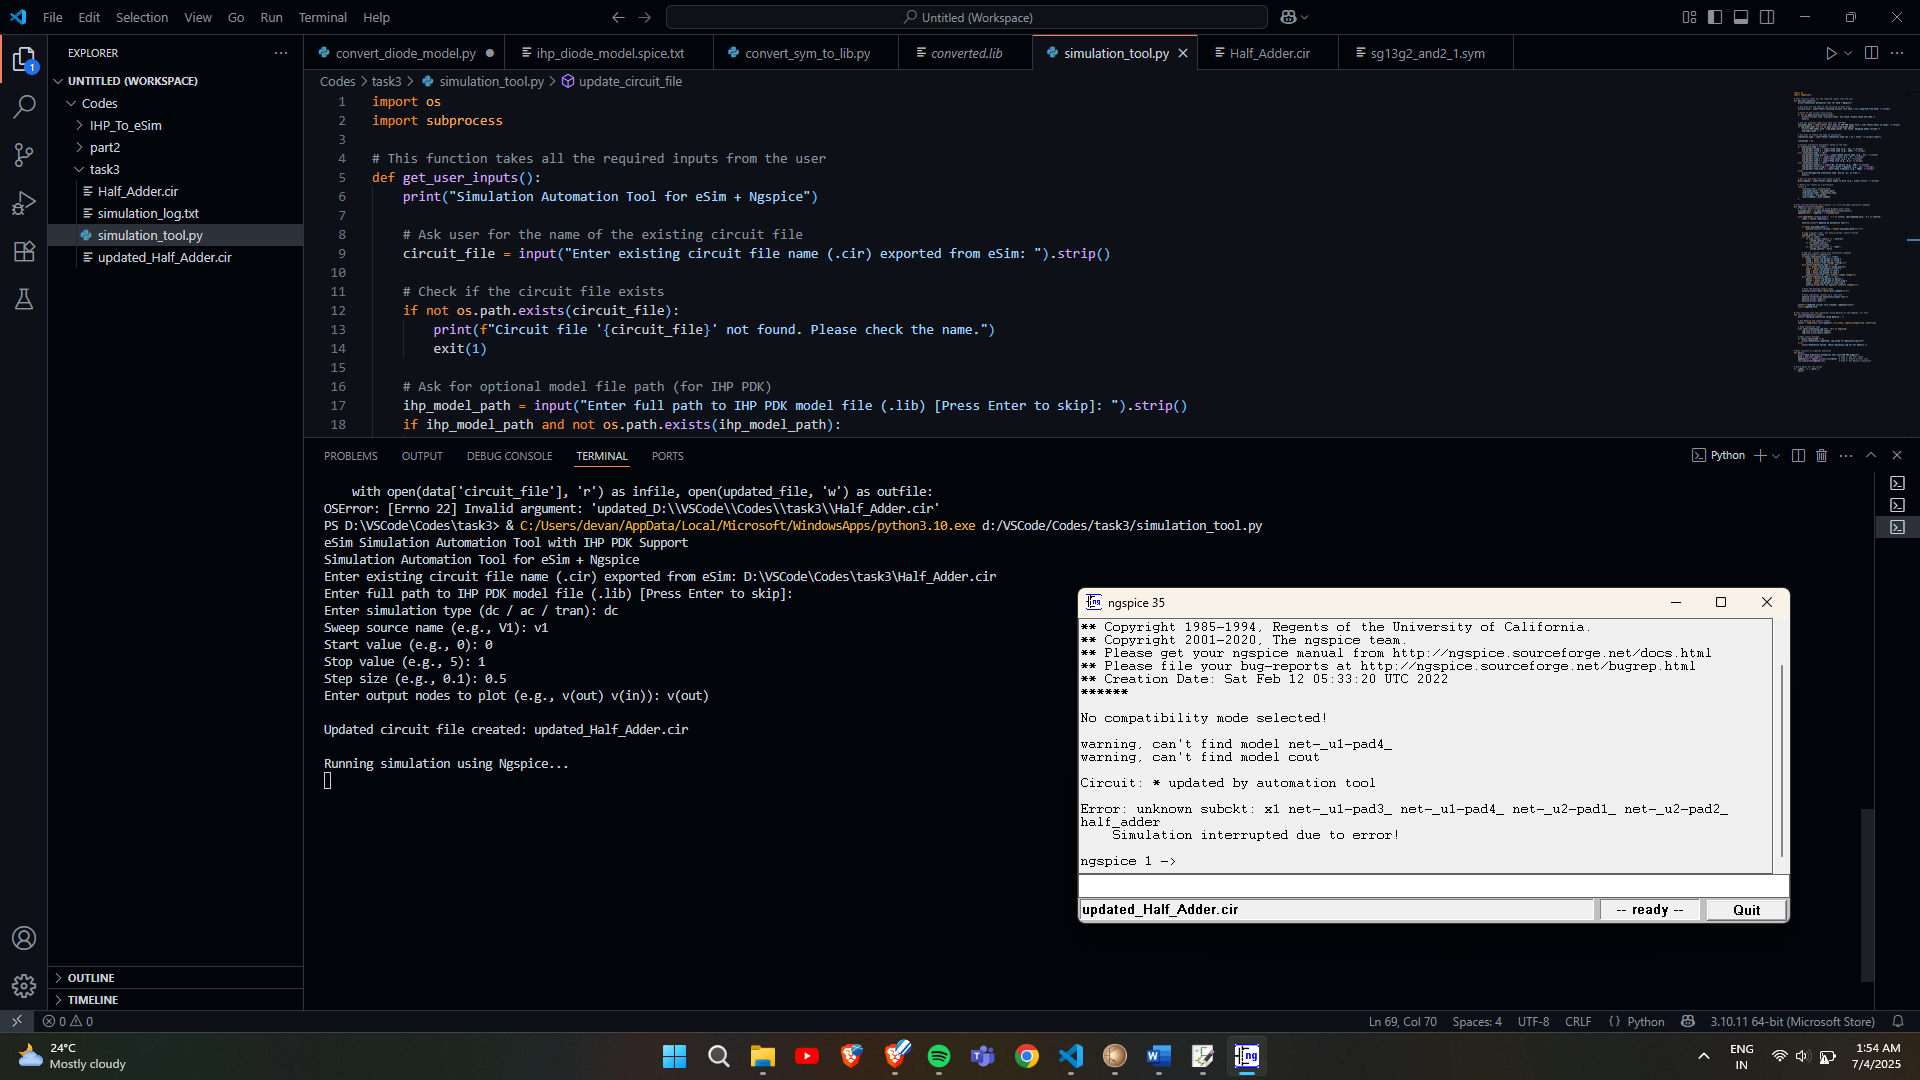 File Edit Selection View Go Run Terminal Help
Untitled (Workspace)
EXPLORER
1
UNTITLED (WORKSPACE)
Codes
IHP_To_eSim
part2
task3
Half_Adder.cir
simulation_log.txt
simulation_tool.py
updated_Half_Adder.cir
OUTLINE
TIMELINE
convert_diode_model.py ihp_diode_model.spice.txt convert_sym_to_lib.py converted.lib simulation_tool.py Half_Adder.cir sg13g2_and2_1.sym
Codes > task3 > simulation_tool.py > update_circuit_file
1 import os
2 import subprocess
3
4 # This function takes all the required inputs from the user
5 def get_user_inputs():
6 print("Simulation Automation Tool for eSim + Ngspice")
7
8 # Ask user for the name of the existing circuit file
9 circuit_file = input("Enter existing circuit file name (.cir) exported from eSim: ").strip()
10
11 # Check if the circuit file exists
12 if not os.path.exists(circuit_file):
13 print(f"Circuit file '{circuit_file}' not found. Please check the name.")
14 exit(1)
15
16 # Ask for optional model file path (for IHP PDK)
17 ihp_model_path = input("Enter full path to IHP PDK model file (.lib) [Press Enter to skip]: ").strip()
18 if ihp_model_path and not os.path.exists(ihp_model_path):
PROBLEMS OUTPUT DEBUG CONSOLE TERMINAL PORTS
Python
with open(data['circuit_file'], 'r') as infile, open(updated_file, 'w') as outfile:
OSError: [Errno 22] Invalid argument: 'updated_D:\\VSCode\\Codes\\task3\\Half_Adder.cir'
PS D:\VSCode\Codes\task3> & C:/Users/devan/AppData/Local/Microsoft/WindowsApps/python3.10.exe d:/VSCode/Codes/task3/simulation_tool.py
eSim Simulation Automation Tool with IHP PDK Support
Simulation Automation Tool for eSim + Ngspice
Enter existing circuit file name (.cir) exported from eSim: D:\VSCode\Codes\task3\Half_Adder.cir
Enter full path to IHP PDK model file (.lib) [Press Enter to skip]:
Enter simulation type (dc / ac / tran): dc
Sweep source name (e.g., V1): v1
Start value (e.g., 0): 0
Stop value (e.g., 5): 1
Step size (e.g., 0.1): 0.5
Enter output nodes to plot (e.g., v(out) v(in)): v(out)
Updated circuit file created: updated_Half_Adder.cir
Running simulation using Ngspice...
ngspice 35
** Copyright 1985-1994, Regents of the University of California.
** Copyright 2001-2020, The ngspice team.
** Please get your ngspice manual from http://ngspice.sourceforge.net/docs.html
** Please file your bug-reports at http://ngspice.sourceforge.net/bugrep.html
** Creation Date: Sat Feb 12 05:33:20 UTC 2022
******
No compatibility mode selected!
warning, can't find model net-_u1-pad4_
warning, can't find model cout
Circuit: * updated by automation tool
Error: unknown subckt: x1 net-_u1-pad3_ net-_u1-pad4_ net-_u2-pad1_ net-_u2-pad2_
half_adder
Simulation interrupted due to error!
ngspice 1 ->
updated_Half_Adder.cir -- ready -- Quit
0 0 Ln 69, Col 70 Spaces: 4 UTF-8 CRLF {} Python 3.10.11 64-bit (Microsoft Store)
24°C
Mostly cloudy
ng
ENG
IN
1:54 AM
7/4/2025